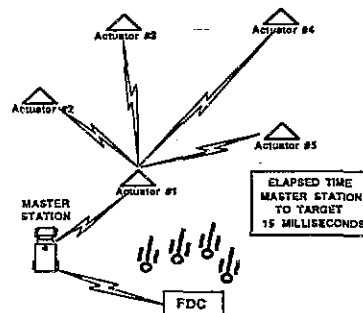 Actuator #3
Actuator #4
Actuator #2
Actuator #5
Actuator #1
MASTER
STATION
ELAPSED TIME
MASTER STATION
TO TARGET
15 MILLISECONDS
FDC